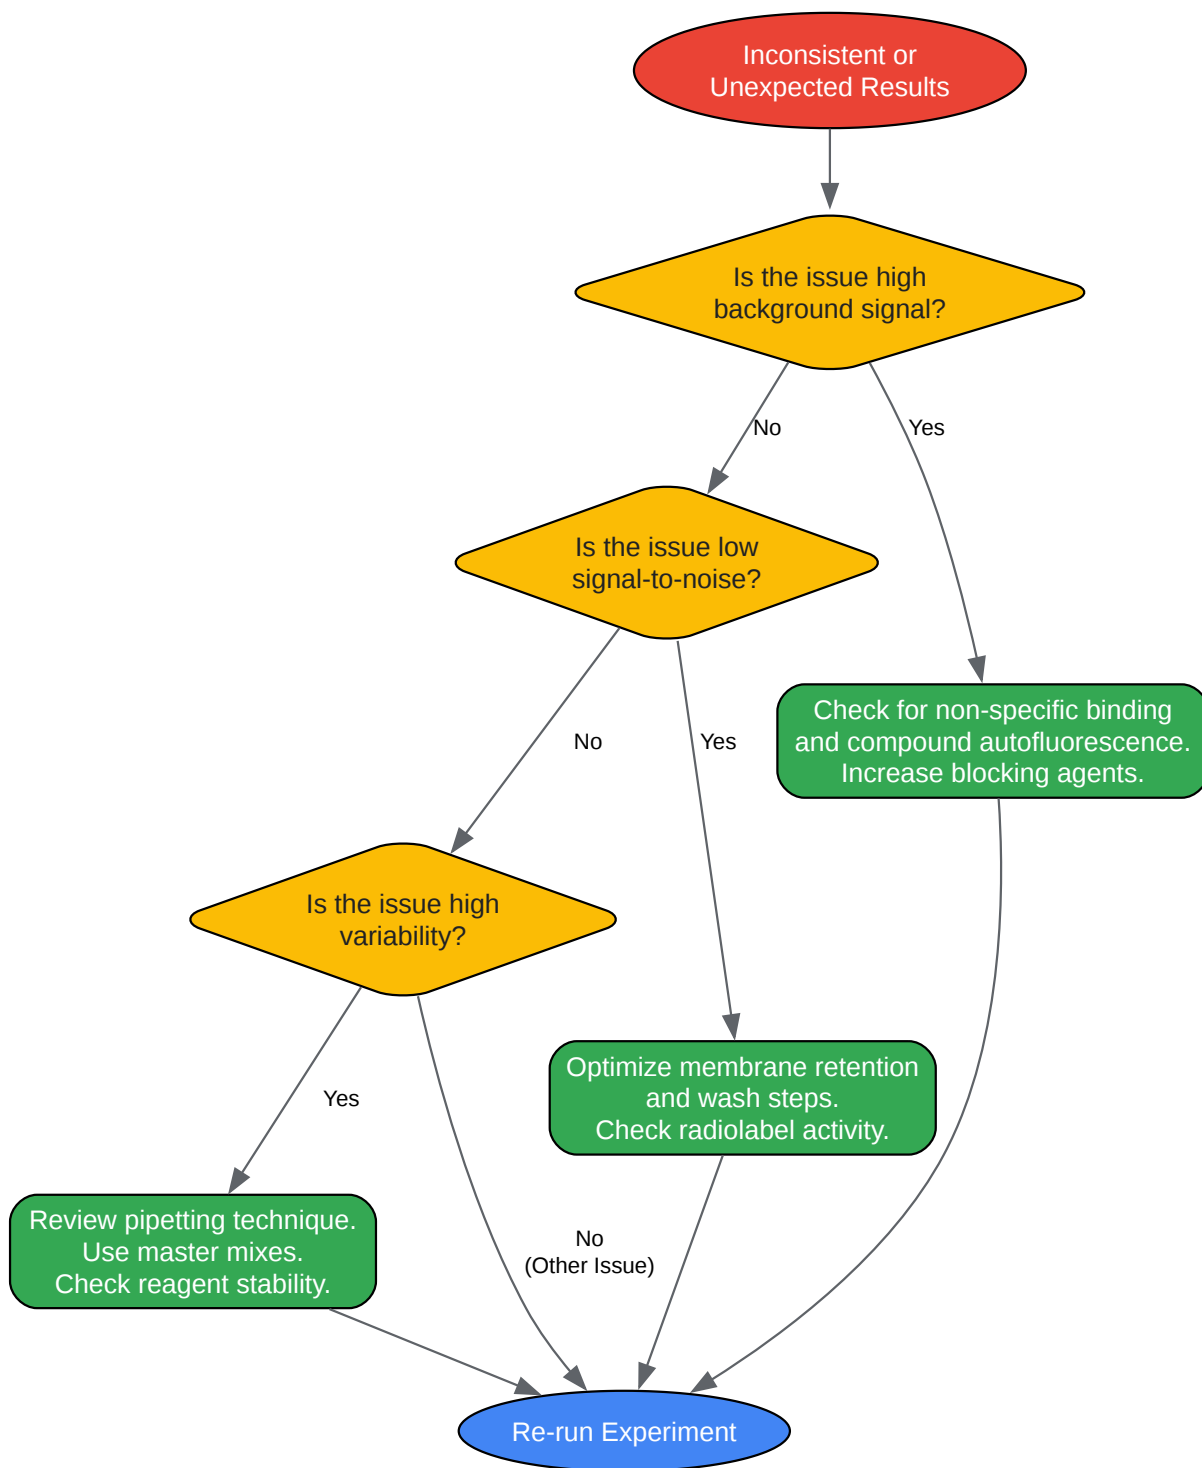 Inconsistent or
Unexpected Results
Is the issue high
background signal?
No
Yes
Is the issue low
signal-to-noise?
Check for non-specific binding
and compound autofluorescence.
Increase blocking agents.
No
Yes
Is the issue high
variability?
Optimize membrane retention
and wash steps.
Check radiolabel activity.
Yes
Review pipetting technique.
Use master mixes.
Check reagent stability.
No
(Other Issue)
Re-run Experiment